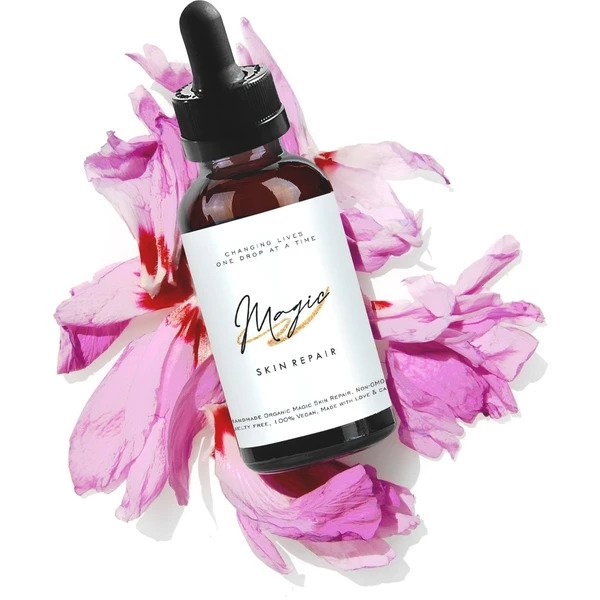 CHANGING LIVES
ONE DROP AT A TIME
Magic
SKIN REPAIR
HANDMADE ORGANIC MAGIC SKIN REPAIR, NON-GMO
FREE, 100% VEGAN, MADE WITH LOVE &